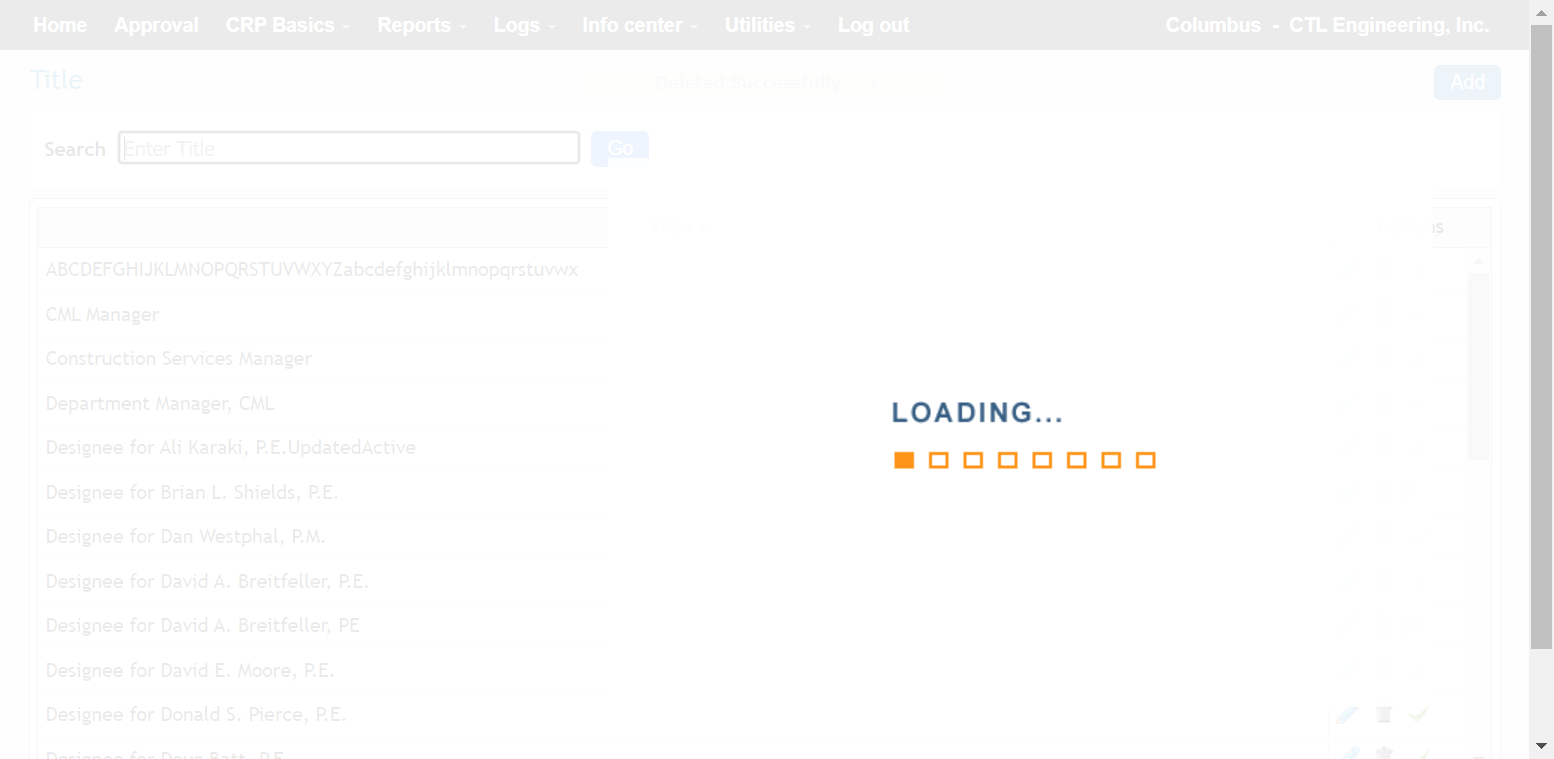 Home Approval CRP Basics Reports Logs Info center Utilities Log out Columbus - CTL Engineering, Inc.
Title Deleted Successfully × Add
Search Enter Title Go
Title Actions
ABCDEFGHIJKLMNOPQRSTUVWXYZabcdefghijklmnopqrstuvwx
CML Manager
Construction Services Manager
Department Manager, CML
LOADING...
Designee for Ali Karaki, P.E.UpdatedActive
Designee for Brian L. Shields, P.E.
Designee for Dan Westphal, P.M.
Designee for David A. Breitfeller, P.E.
Designee for David A. Breitfeller, PE
Designee for David E. Moore, P.E.
Designee for Donald S. Pierce, P.E.
Designee for Doug Batt, P.E.